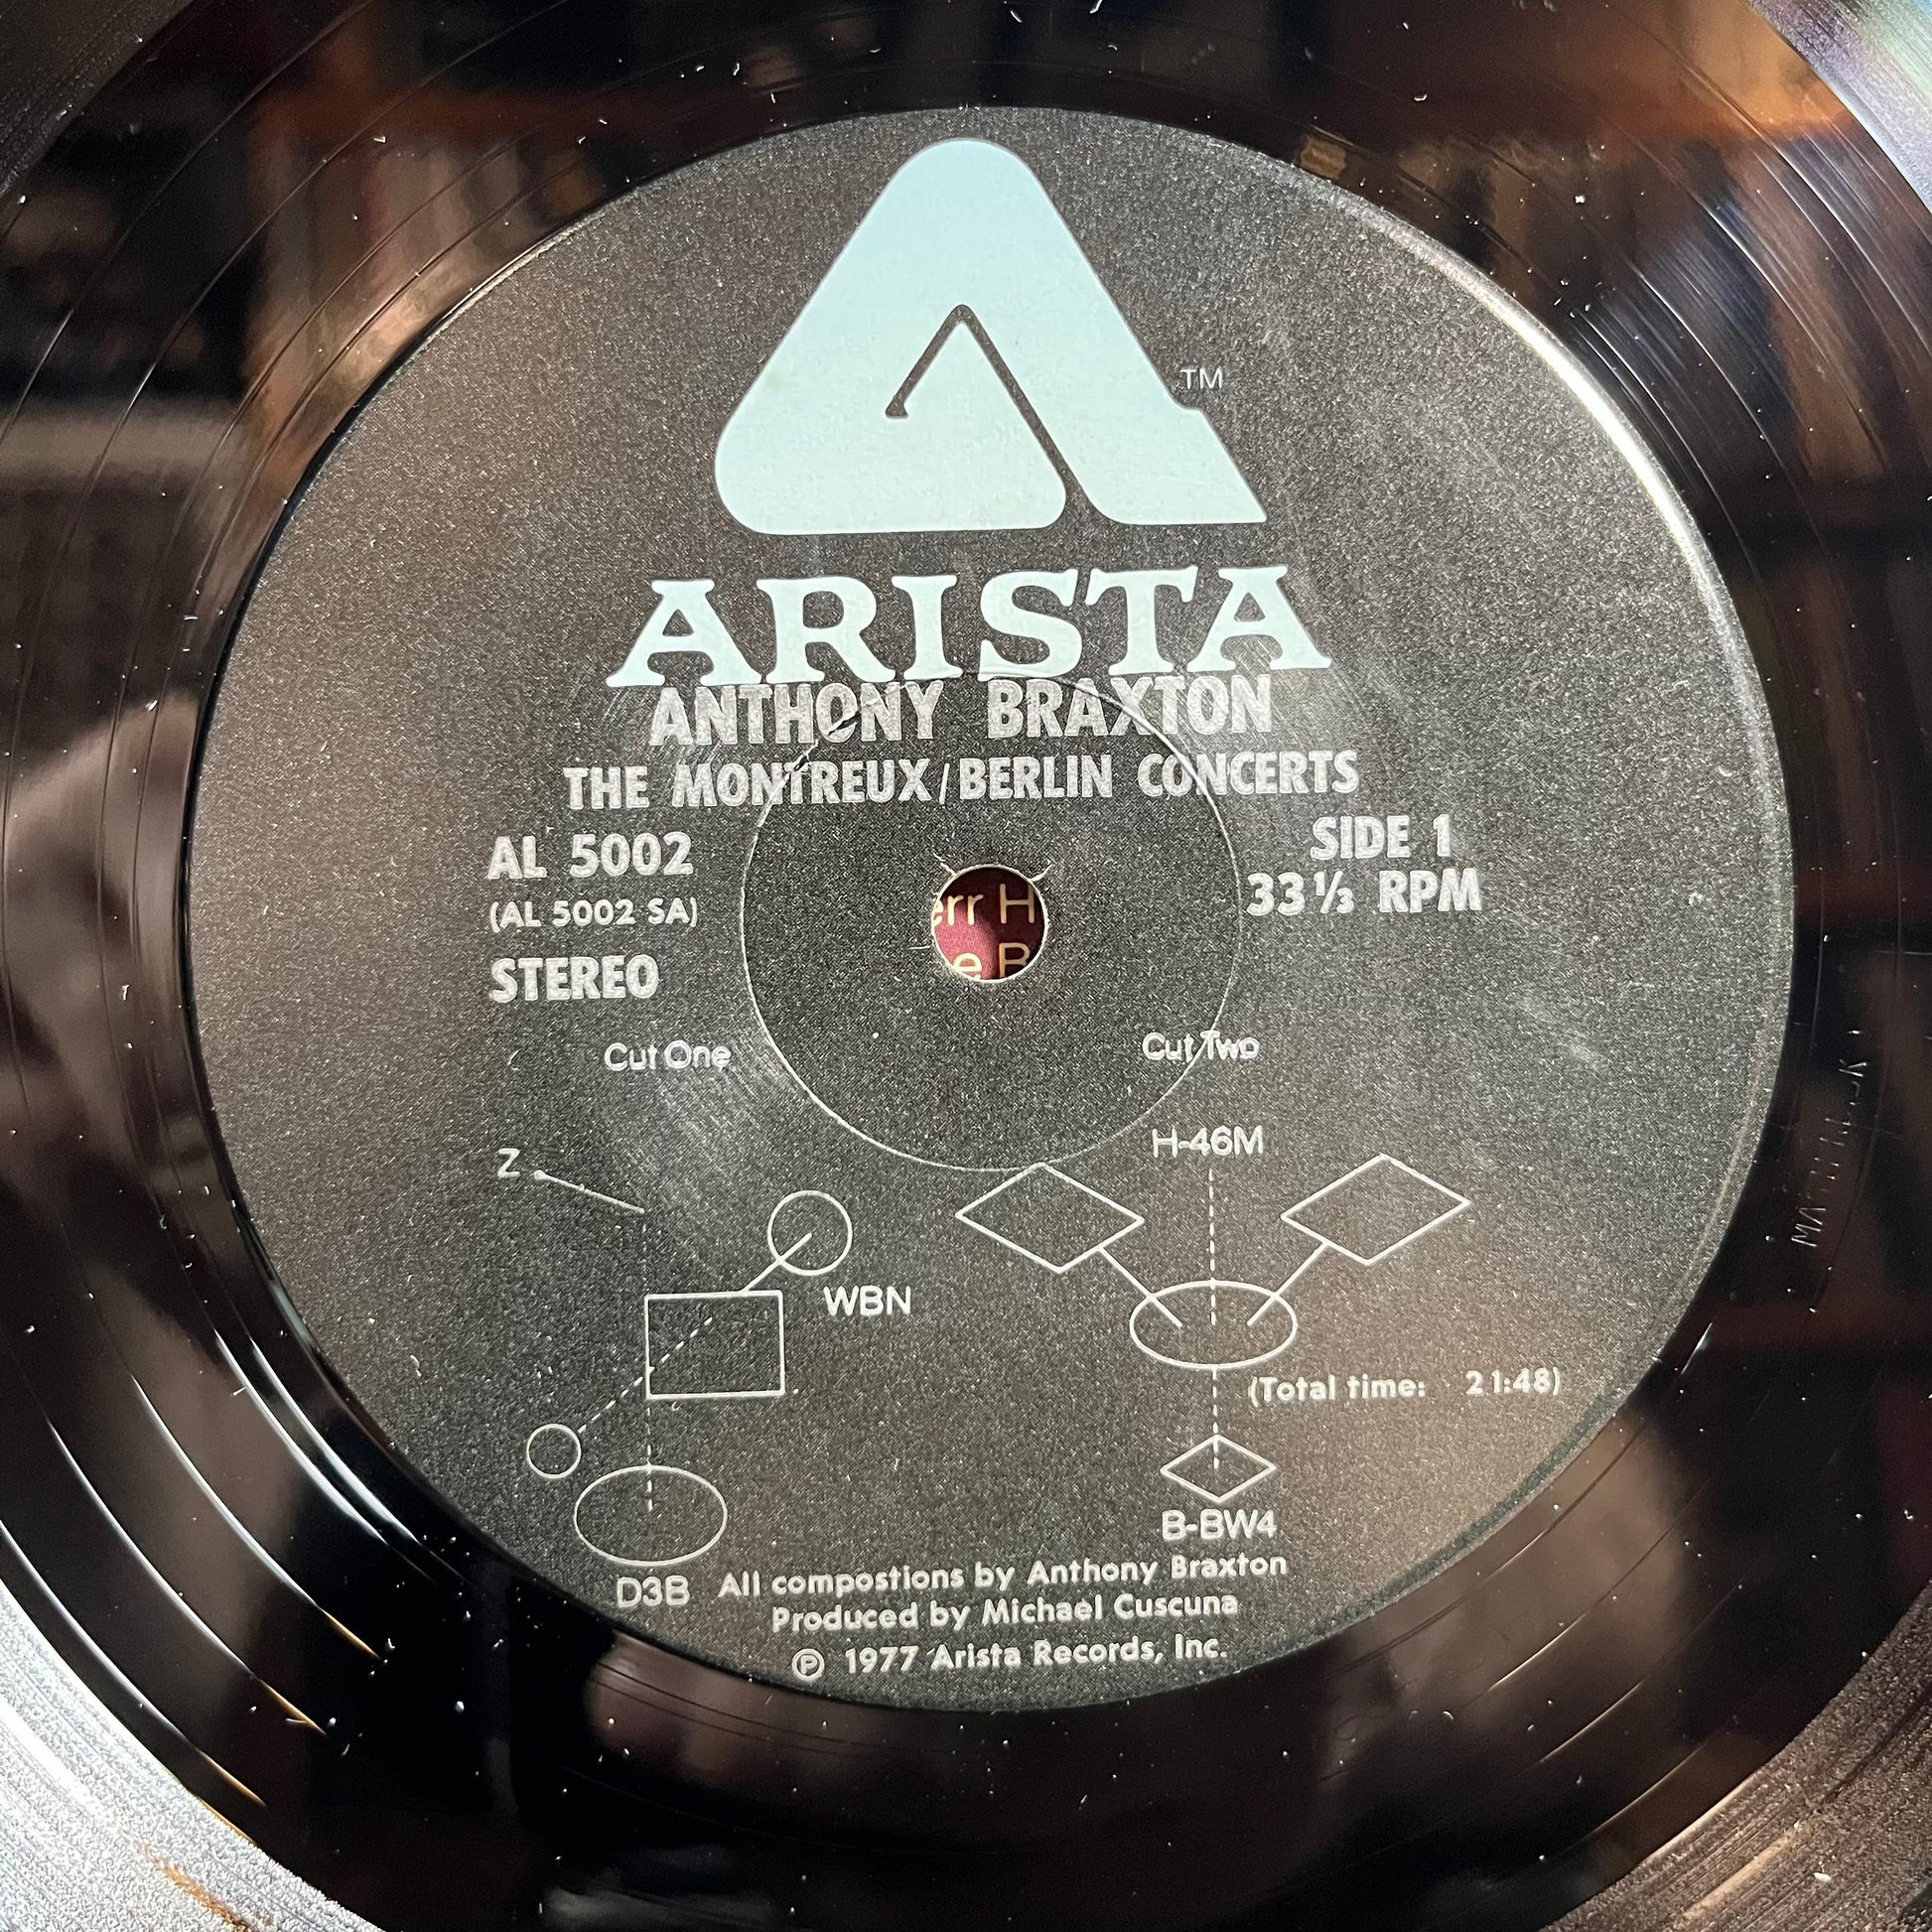 TM
ARISTA
ANTHONY BRAXTON
THE MONTREUX/BERLIN CONCERTS
AL 5002
(AL 5002 SA)
STEREO
SIDE 1
33⅓ RPM
H
e B
Cut One
Cut Two
Z
WBN
D3B
H-46M
(Total time: 21:48)
B-BW4
All compostions by Anthony Braxton
Produced by Michael Cuscuna
℗ 1977 Arista Records, Inc.